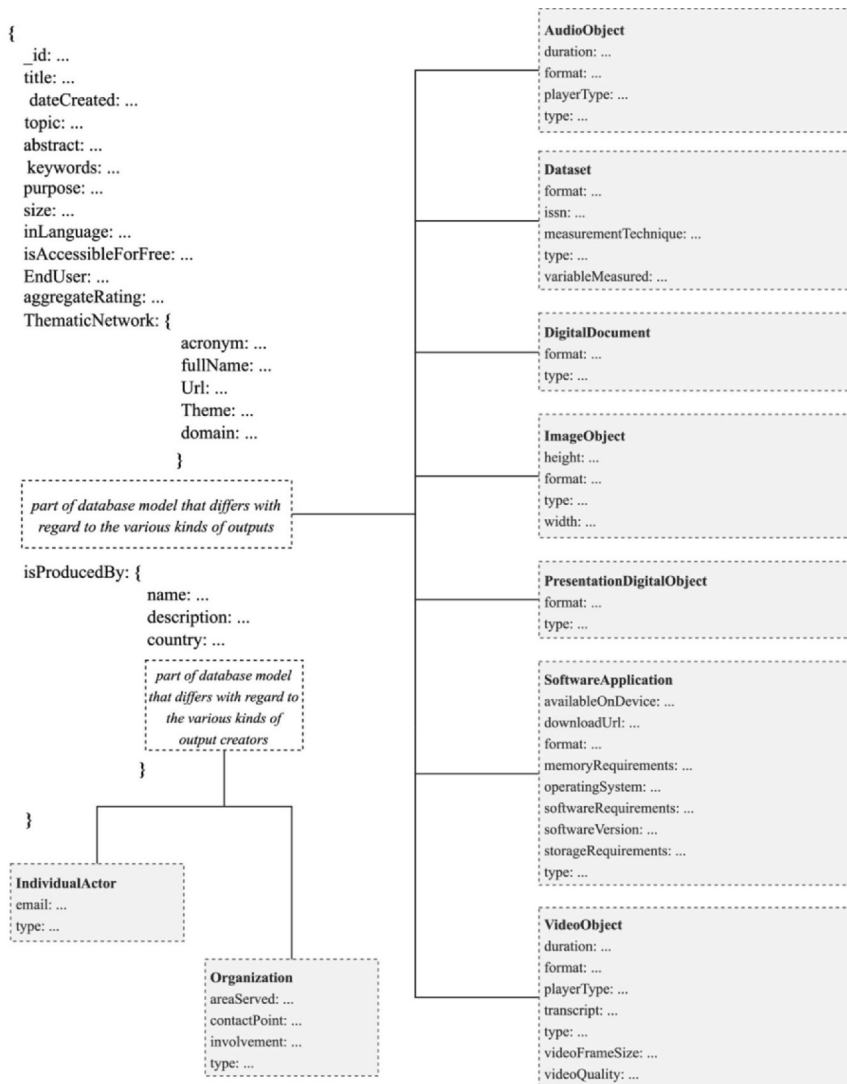 {
_id: ...
title: ...
dateCreated: ...
topic: ...
abstract: ...
keywords: ...
purpose: ...
size: ...
inLanguage: ...
isAccessibleForFree: ...
EndUser: ...
aggregateRating: ...
ThematicNetwork: {
acronym: ...
fullName: ...
Url: ...
Theme: ...
domain: ...
}
part of database model that differs with
regard to the various kinds of outputs
isProducedBy: {
name: ...
description: ...
country: ...
part of database model
that differs with regard to
the various kinds of
output creators
}
}
IndividualActor
email: ...
type: ...
Organization
areaServed: ...
contactPoint: ...
involvement: ...
type: ...
AudioObject
duration: ...
format: ...
playerType: ...
type: ...
Dataset
format: ...
issn: ...
measurementTechnique: ...
type: ...
variableMeasured: ...
DigitalDocument
format: ...
type: ...
ImageObject
height: ...
format: ...
type: ...
width: ...
PresentationDigitalObject
format: ...
type: ...
SoftwareApplication
availableOnDevice: ...
downloadUrl: ...
format: ...
memoryRequirements: ...
operatingSystem: ...
softwareRequirements: ...
softwareVersion: ...
storageRequirements: ...
type: ...
VideoObject
duration: ...
format: ...
playerType: ...
transcript: ...
type: ...
videoFrameSize: ...
videoQuality: ...